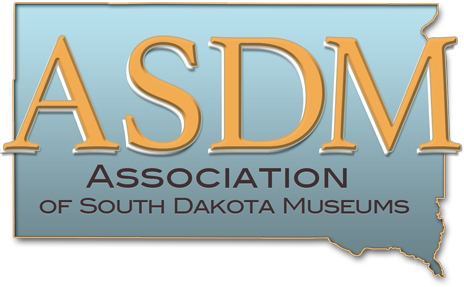 ASDM
Association
of South Dakota Museums